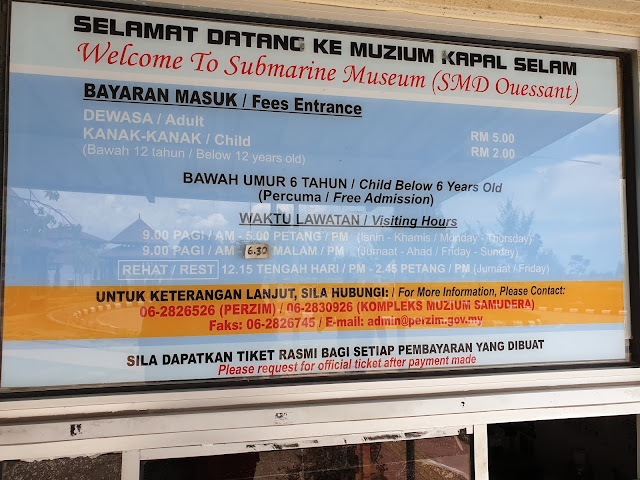 SELAMAT DATANG KE MUZIUM KAPAL SELAM
Welcome To Submarine Museum (SMD Ouessant)
BAYARAN MASUK / Fees Entrance
DEWASA / Adult RM 5.00
KANAK-KANAK / Child RM 2.00
(Bawah 12 tahun / Below 12 years old)
BAWAH UMUR 6 TAHUN / Child Below 6 Years Old
(Percuma / Free Admission)
WAKTU LAWATAN / Visiting Hours
9.00 PAGI / AM - 5.00 PETANG / PM (Isnin - Khamis / Monday - Thursday)
9.00 PAGI / AM - 6.30 MALAM / PM (Jumaat - Ahad / Friday - Sunday)
REHAT / REST 12.15 TENGAH HARI / PM - 2.45 PETANG / PM (Jumaat / Friday)
UNTUK KETERANGAN LANJUT, SILA HUBUNGI: / For More Information, Please Contact:
06-2826526 (PERZIM) / 06-2830926 (KOMPLEKS MUZIUM SAMUDERA)
Faks: 06-2826745 / E-mail: admin@perzim.gov.my
SILA DAPATKAN TIKET RASMI BAGI SETIAP PEMBAYARAN YANG DIBUAT
Please request for official ticket after payment made